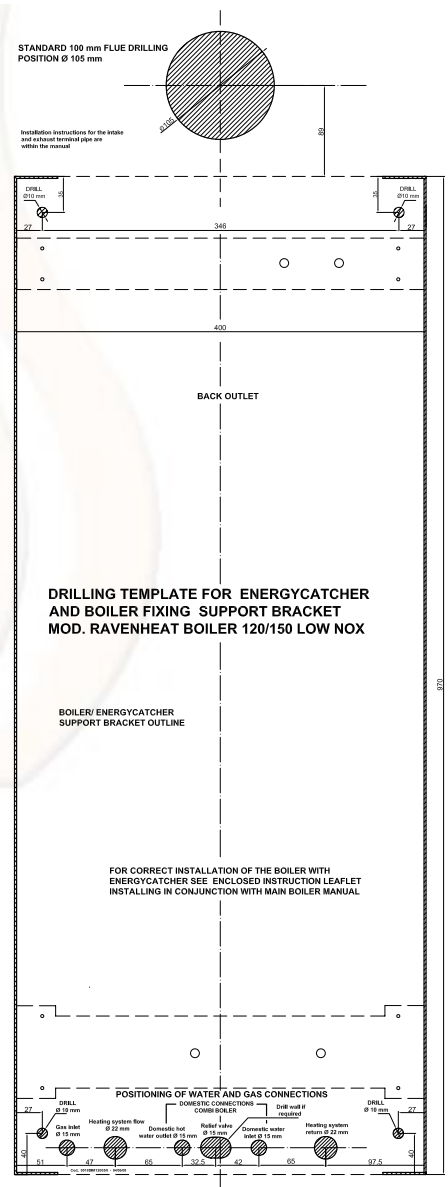 STANDARD 100 mm FLUE DRILLING
POSITION Ø 105 mm
ø105
Installation instructions for the intake
and exhaust terminal pipe are
within the manual
89
DRILL
Ø10 mm
35
35
DRILL
Ø10 mm
27
346
27
400
BACK OUTLET
DRILLING TEMPLATE FOR ENERGYCATCHER
AND BOILER FIXING SUPPORT BRACKET
MOD. RAVENHEAT BOILER 120/150 LOW NOX
970
BOILER/ ENERGYCATCHER
SUPPORT BRACKET OUTLINE
FOR CORRECT INSTALLATION OF THE BOILER WITH
ENERGYCATCHER SEE ENCLOSED INSTRUCTION LEAFLET
INSTALLING IN CONJUNCTION WITH MAIN BOILER MANUAL
POSITIONING OF WATER AND GAS CONNECTIONS
27
DRILL
Ø 10 mm
DOMESTIC CONNECTIONS
COMBI BOILER
Drill wall if
required
DRILL
Ø 10 mm
27
Gas inlet
Ø 15 mm
Heating system flow
Ø 22 mm
Domestic hot
water outlet Ø 15 mm
Relief valve
Ø 15 mm
Domestic water
inlet Ø 15 mm
Heating system
return Ø 22 mm
40
40
51
47
65
32.5
42
65
97.5